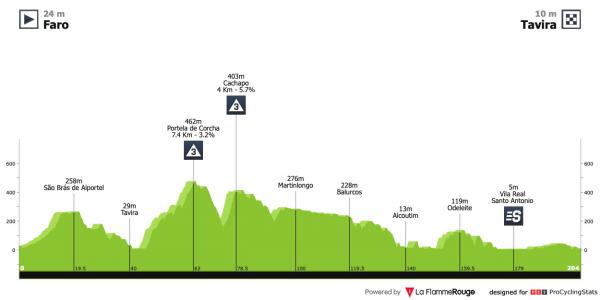 24 m
Faro
10 m
Tavira
403m
Cachapo
4 Km - 5.7%
3
462m
Portela de Corcha
7.4 Km - 3.2%
3
258m
São Brás de Alportel
29m
Tavira
276m
Martinlongo
228m
Balurcos
13m
Alcoutim
119m
Odeleite
5m
Vila Real
Santo Antonio
S
600
400
200
0
600
400
200
0
0
19.5
40
63
78.5
100
119.5
140
159.5
179
204
Powered by La FlammeRouge
designed for PCS ProCyclingStats